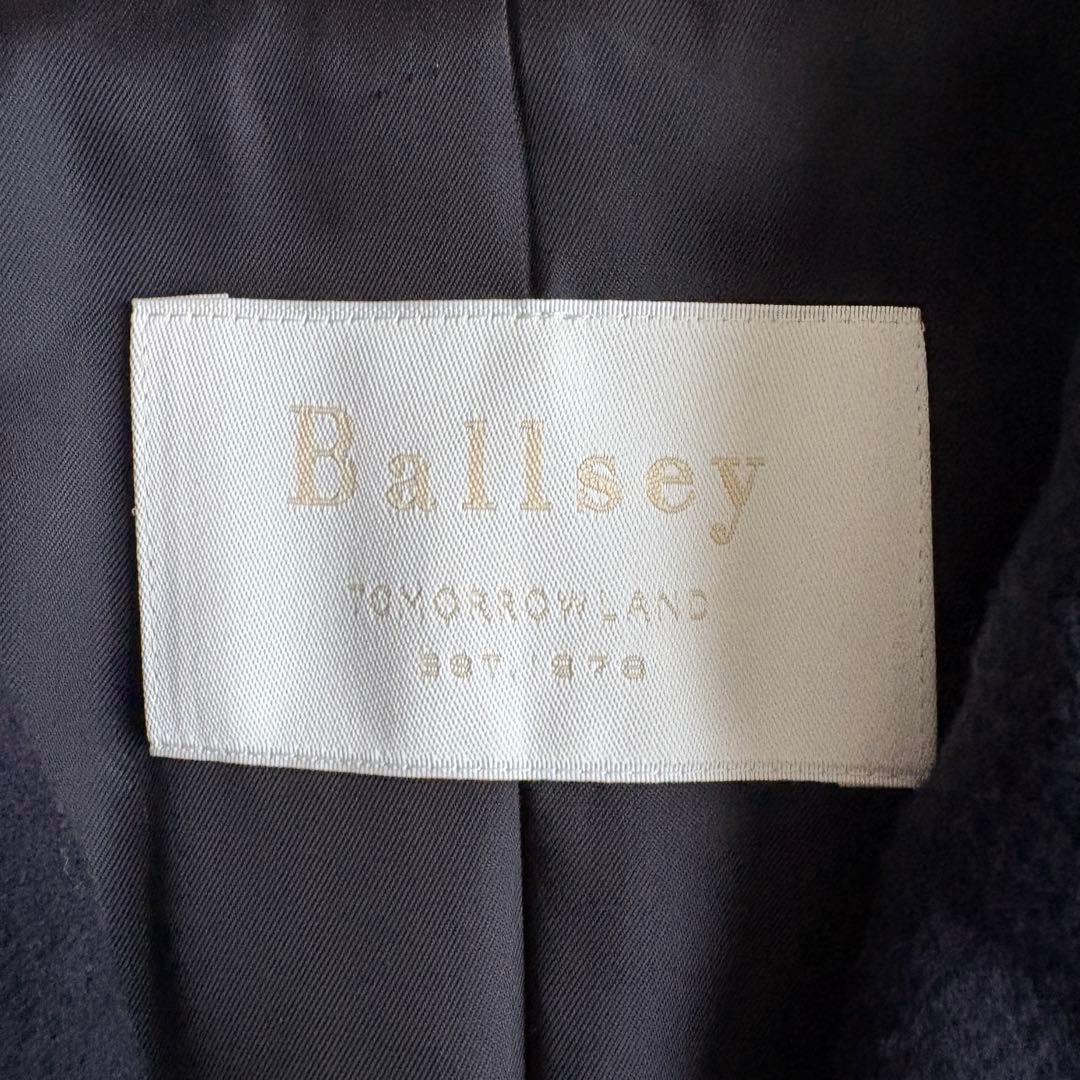 Ballsey
TOMORROWLAND
EST. 1978